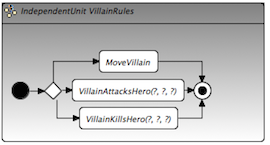 IndependentUnit VillainRules
MoveVillain
VillainAttacksHero(?, ?, ?)
VillainKillsHero(?, ?, ?)